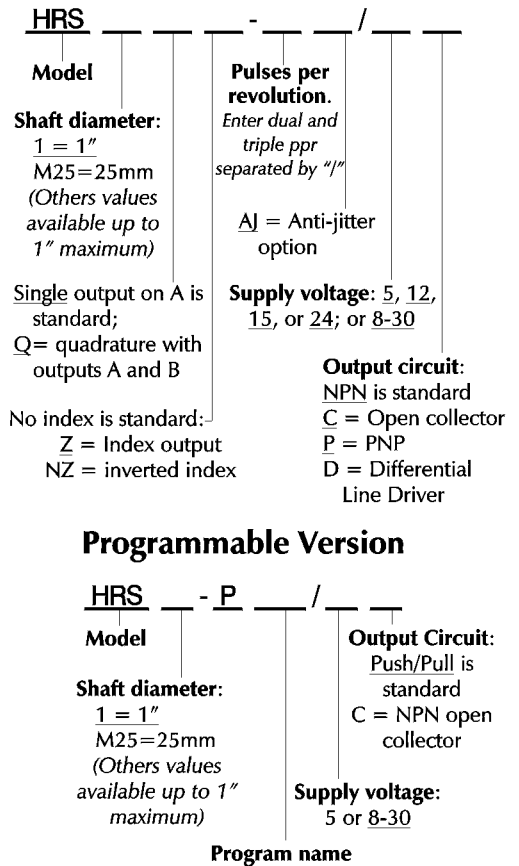 HRS - /
Model
Shaft diameter:
1 = 1"
M25=25mm
(Others values
available up to
1" maximum)
Pulses per
revolution.
Enter dual and
triple ppr
separated by "/"
AJ = Anti-jitter
option
Single output on A is
standard;
Q= quadrature with
outputs A and B
Supply voltage: 5, 12,
15, or 24; or 8-30
No index is standard:
Z = Index output
NZ = inverted index
Output circuit:
NPN is standard
C = Open collector
P = PNP
D = Differential
Line Driver
Programmable Version
HRS - P /
Model
Shaft diameter:
1 = 1"
M25=25mm
(Others values
available up to 1"
maximum)
Output Circuit:
Push/Pull is
standard
C = NPN open
collector
Supply voltage:
5 or 8-30
Program name